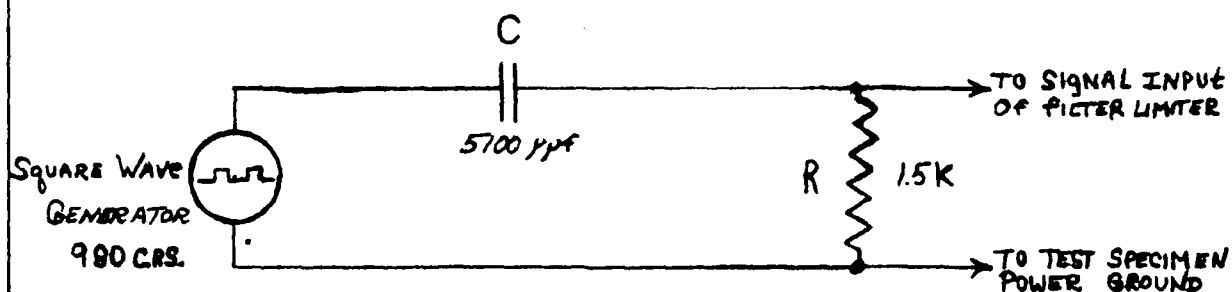 C
5700 μμf
SQUARE WAVE
GENERATOR
980 C.P.S.
R
1.5K
TO SIGNAL INPUT
OF FILTER LIMITER
TO TEST SPECIMEN
POWER GROUND